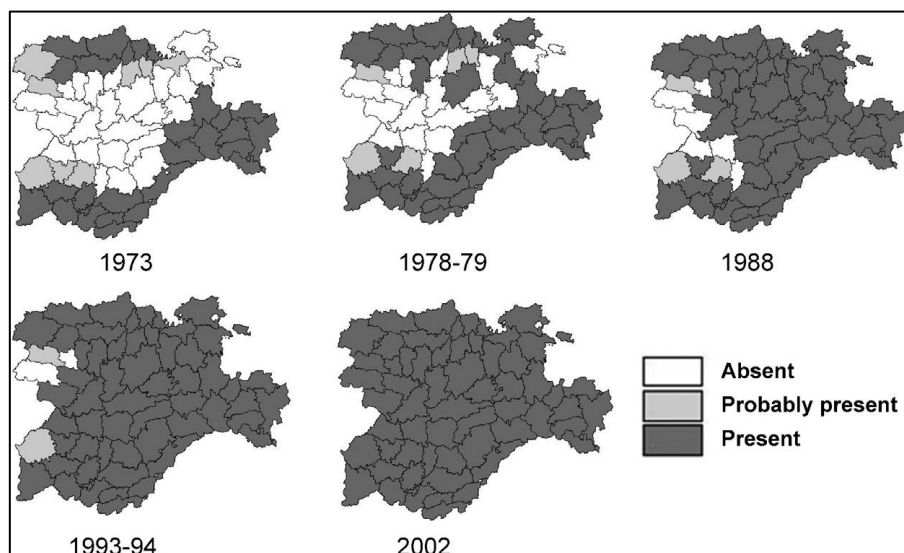 1973
1978-79
1988
1993-94
2002
Absent
Probably present
Present